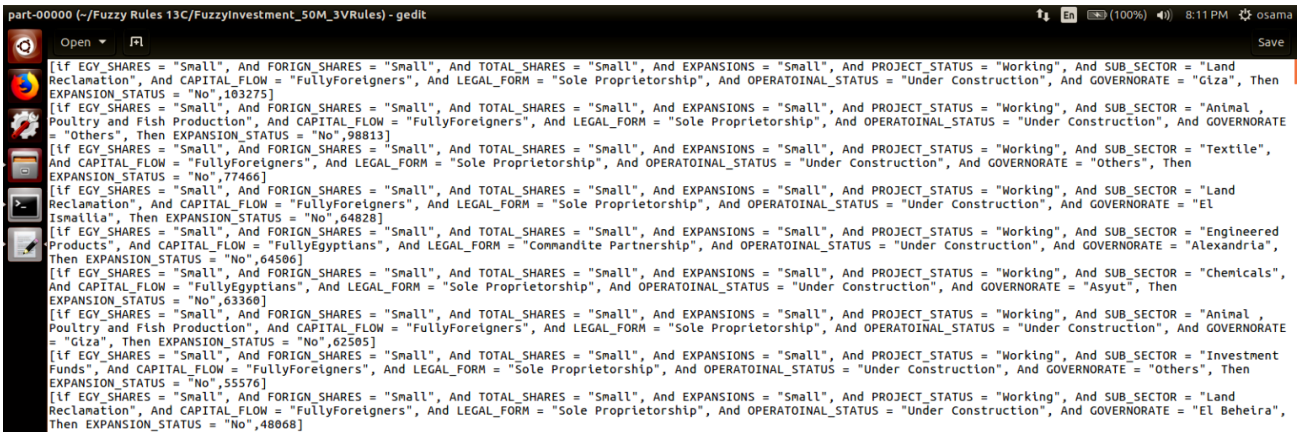 part-00000 (~/Fuzzy Rules 13C/FuzzyInvestment_50M_3VRules) - gedit
En (100%) 8:11 PM osama
Open Save
[if EGY_SHARES = "Small", And FORIGN_SHARES = "Small", And TOTAL_SHARES = "Small", And EXPANSIONS = "Small", And PROJECT_STATUS = "Working", And SUB_SECTOR = "Land
Reclamation", And CAPITAL_FLOW = "FullyForeigners", And LEGAL_FORM = "Sole Proprietorship", And OPERATOINAL_STATUS = "Under Construction", And GOVERNORATE = "Giza", Then
EXPANSION_STATUS = "No",103275]
[if EGY_SHARES = "Small", And FORIGN_SHARES = "Small", And TOTAL_SHARES = "Small", And EXPANSIONS = "Small", And PROJECT_STATUS = "Working", And SUB_SECTOR = "Animal ,
Poultry and Fish Production", And CAPITAL_FLOW = "FullyForeigners", And LEGAL_FORM = "Sole Proprietorship", And OPERATOINAL_STATUS = "Under Construction", And GOVERNORATE
= "Others", Then EXPANSION_STATUS = "No",98813]
[if EGY_SHARES = "Small", And FORIGN_SHARES = "Small", And TOTAL_SHARES = "Small", And EXPANSIONS = "Small", And PROJECT_STATUS = "Working", And SUB_SECTOR = "Textile",
And CAPITAL_FLOW = "FullyForeigners", And LEGAL_FORM = "Sole Proprietorship", And OPERATOINAL_STATUS = "Under Construction", And GOVERNORATE = "Others", Then
EXPANSION_STATUS = "No",77466]
[if EGY_SHARES = "Small", And FORIGN_SHARES = "Small", And TOTAL_SHARES = "Small", And EXPANSIONS = "Small", And PROJECT_STATUS = "Working", And SUB_SECTOR = "Land
Reclamation", And CAPITAL_FLOW = "FullyForeigners", And LEGAL_FORM = "Sole Proprietorship", And OPERATOINAL_STATUS = "Under Construction", And GOVERNORATE = "El
Ismailia", Then EXPANSION_STATUS = "No",64828]
[if EGY_SHARES = "Small", And FORIGN_SHARES = "Small", And TOTAL_SHARES = "Small", And EXPANSIONS = "Small", And PROJECT_STATUS = "Working", And SUB_SECTOR = "Engineered
Products", And CAPITAL_FLOW = "FullyEgyptians", And LEGAL_FORM = "Commandite Partnership", And OPERATOINAL_STATUS = "Under Construction", And GOVERNORATE = "Alexandria",
Then EXPANSION_STATUS = "No",64506]
[if EGY_SHARES = "Small", And FORIGN_SHARES = "Small", And TOTAL_SHARES = "Small", And EXPANSIONS = "Small", And PROJECT_STATUS = "Working", And SUB_SECTOR = "Chemicals",
And CAPITAL_FLOW = "FullyEgyptians", And LEGAL_FORM = "Sole Proprietorship", And OPERATOINAL_STATUS = "Under Construction", And GOVERNORATE = "Asyut", Then
EXPANSION_STATUS = "No",63360]
[if EGY_SHARES = "Small", And FORIGN_SHARES = "Small", And TOTAL_SHARES = "Small", And EXPANSIONS = "Small", And PROJECT_STATUS = "Working", And SUB_SECTOR = "Animal ,
Poultry and Fish Production", And CAPITAL_FLOW = "FullyForeigners", And LEGAL_FORM = "Sole Proprietorship", And OPERATOINAL_STATUS = "Under Construction", And GOVERNORATE
= "Giza", Then EXPANSION_STATUS = "No",62505]
[if EGY_SHARES = "Small", And FORIGN_SHARES = "Small", And TOTAL_SHARES = "Small", And EXPANSIONS = "Small", And PROJECT_STATUS = "Working", And SUB_SECTOR = "Investment
Funds", And CAPITAL_FLOW = "FullyForeigners", And LEGAL_FORM = "Sole Proprietorship", And OPERATOINAL_STATUS = "Under Construction", And GOVERNORATE = "Others", Then
EXPANSION_STATUS = "No",55576]
[if EGY_SHARES = "Small", And FORIGN_SHARES = "Small", And TOTAL_SHARES = "Small", And EXPANSIONS = "Small", And PROJECT_STATUS = "Working", And SUB_SECTOR = "Land
Reclamation", And CAPITAL_FLOW = "FullyForeigners", And LEGAL_FORM = "Sole Proprietorship", And OPERATOINAL_STATUS = "Under Construction", And GOVERNORATE = "El Beheira",
Then EXPANSION_STATUS = "No",48068]